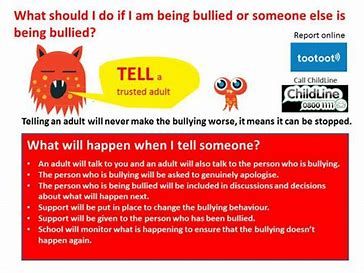 What should I do if I am being bullied or someone else is
being bullied?
Report online
tootoot
TELL a
trusted adult
Call ChildLine
ChildLine
0800 1111
Telling an adult will never make the bullying worse, it means it can be stopped.
What will happen when I tell someone?
• An adult will talk to you and an adult will also talk to the person who is bullying.
• The person who is bullying will be asked to genuinely apologise.
• The person who is being bullied will be included in discussions and decisions
about what will happen next.
• Support will be put in place to change the bullying behaviour.
• Support will be given to the person who has been bullied.
• School will monitor what is happening to ensure that the bullying doesn't
happen again.